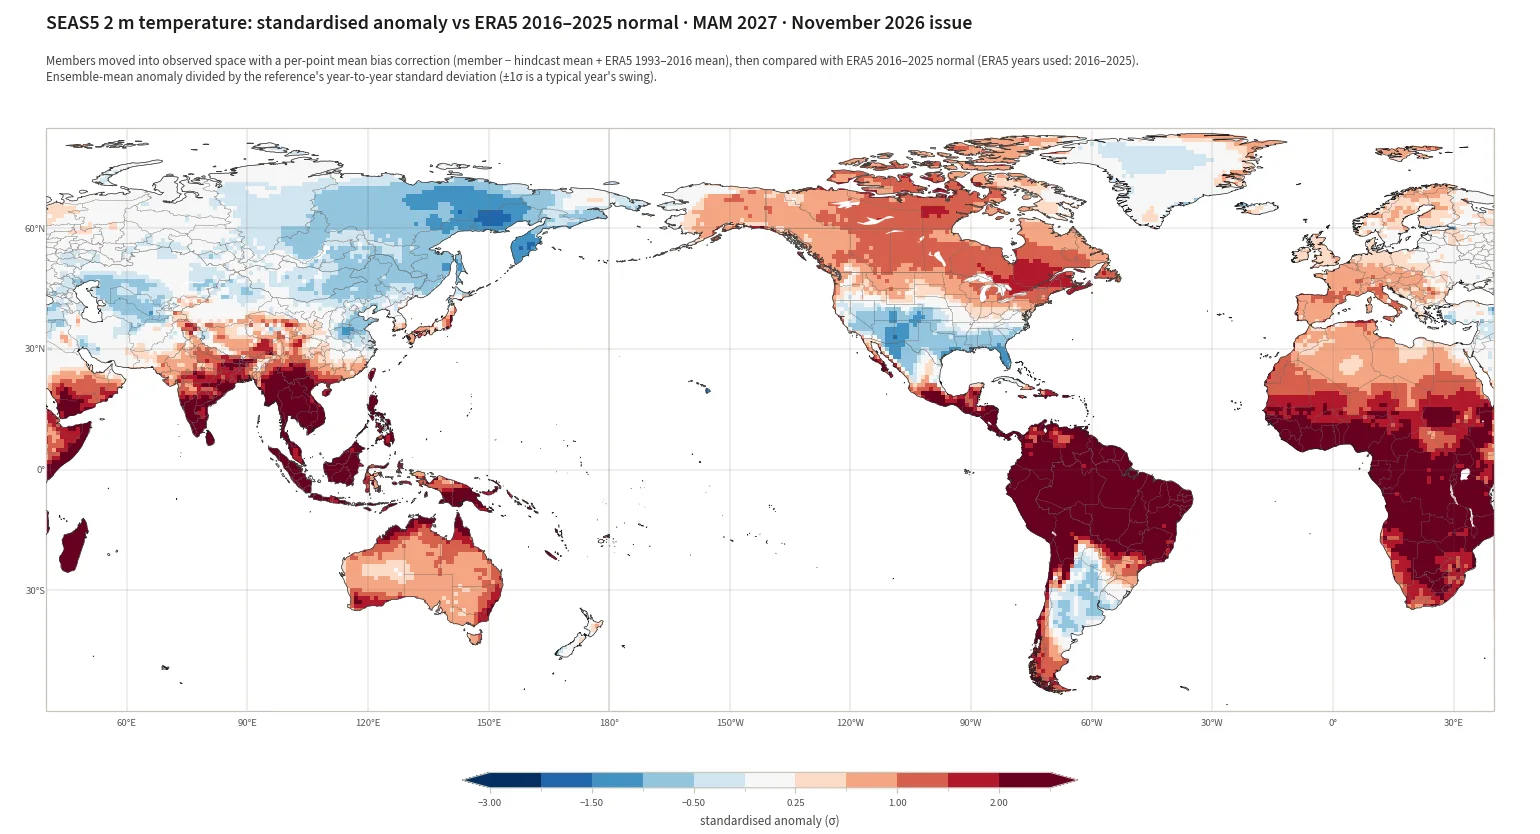 SEAS5 2 m temperature: standardised anomaly vs ERA5 2016–2025 normal · MAM 2027 · November 2026 issue
Members moved into observed space with a per-point mean bias correction (member − hindcast mean + ERA5 1993–2016 mean), then compared with ERA5 2016–2025 normal (ERA5 years used: 2016–2025).
Ensemble-mean anomaly divided by the reference's year-to-year standard deviation (±1σ is a typical year's swing).
60°N
30°N
0°
30°S
60°E 90°E 120°E 150°E 180° 150°W 120°W 90°W 60°W 30°W 0° 30°E
−3.00 −1.50 −0.50 0.25 1.00 2.00
standardised anomaly (σ)